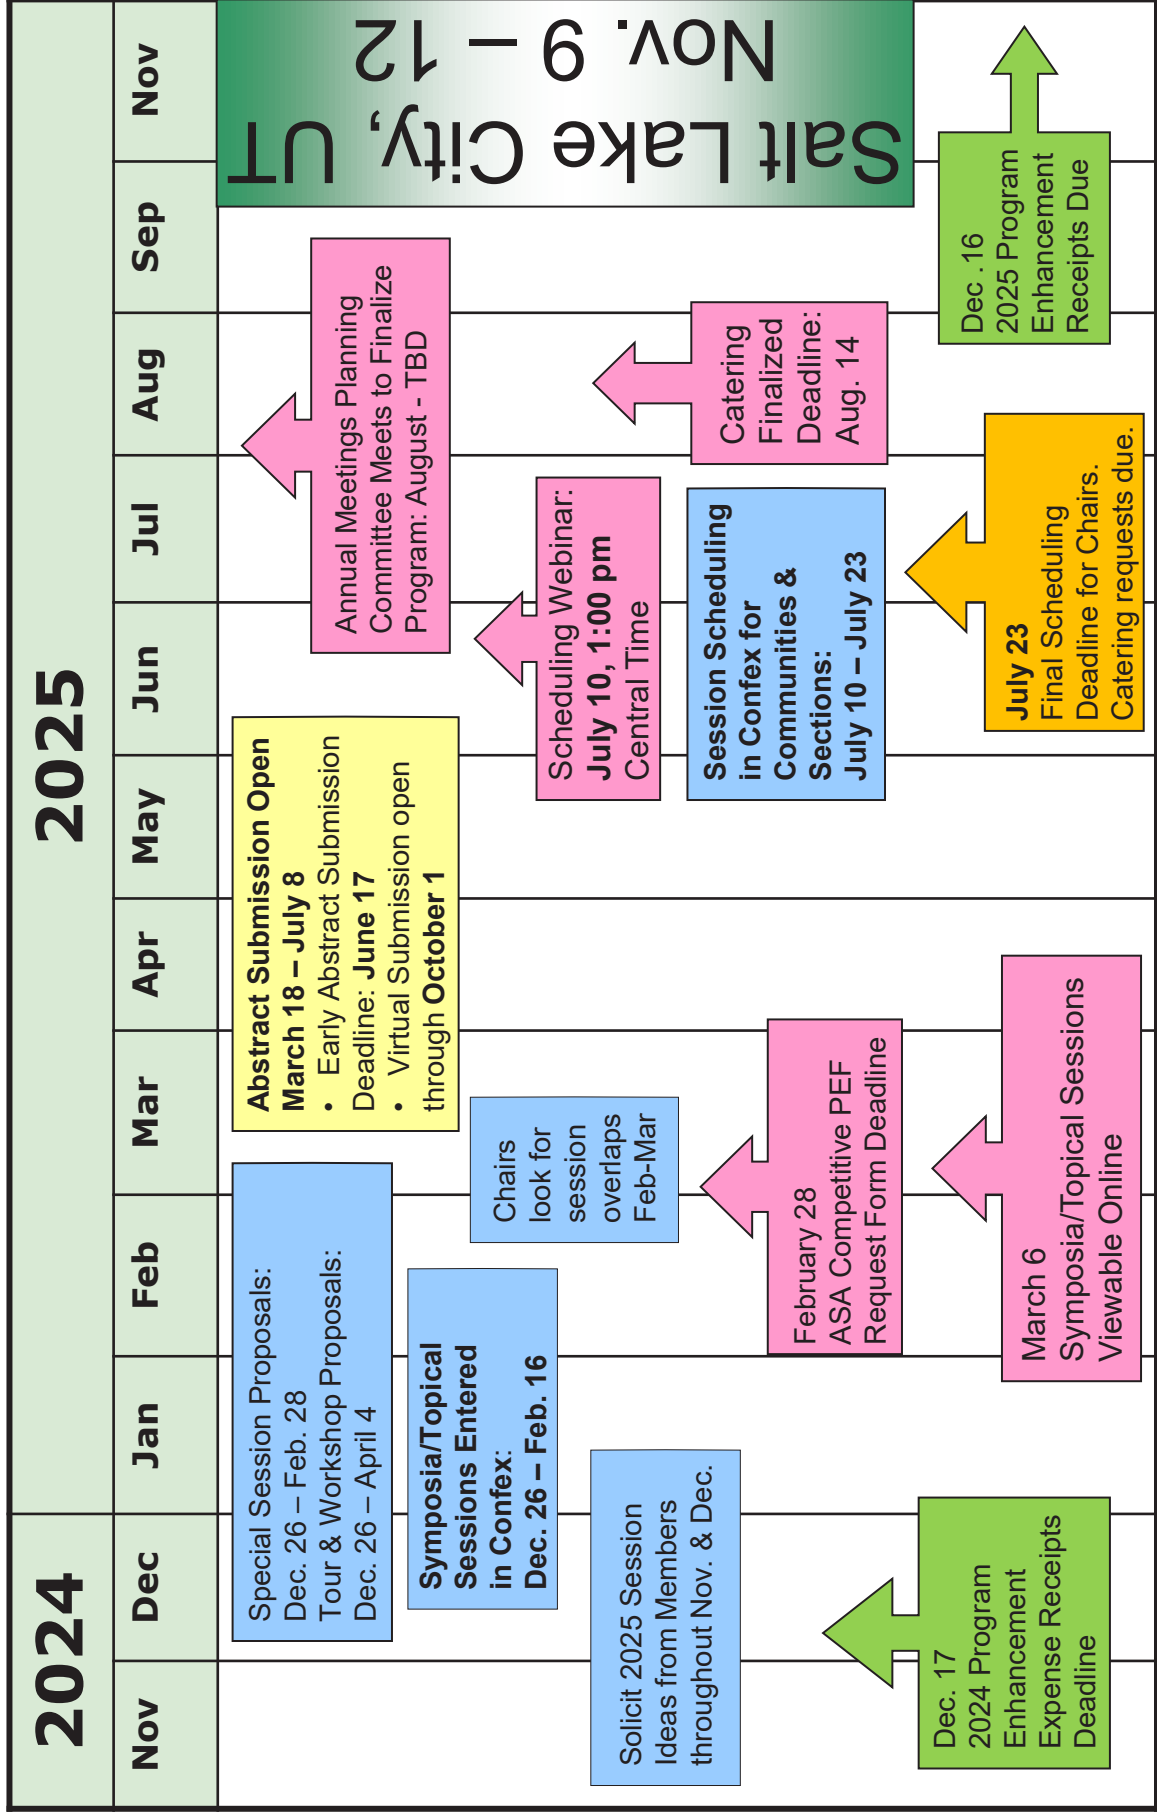 2024
2025
Nov
Dec
Jan
Feb
Mar
Apr
May
Jun
Jul
Aug
Sep
Nov
Special Session Proposals:
Dec. 26 – Feb. 28
Tour & Workshop Proposals:
Dec. 26 – April 4
Symposia/Topical
Sessions Entered
in Confex:
Dec. 26 – Feb. 16
Solicit 2025 Session
Ideas from Members
throughout Nov. & Dec.
Dec. 17
2024 Program
Enhancement
Expense Receipts
Deadline
Abstract Submission Open
March 18 – July 8
• Early Abstract Submission
Deadline: June 17
• Virtual Submission open
through October 1
Chairs
look for
session
overlaps
Feb-Mar
February 28
ASA Competitive PEF
Request Form Deadline
March 6
Symposia/Topical Sessions
Viewable Online
Annual Meetings Planning
Committee Meets to Finalize
Program: August - TBD
Scheduling Webinar:
July 10, 1:00 pm
Central Time
Session Scheduling
in Confex for
Communities &
Sections:
July 10 – July 23
July 23
Final Scheduling
Deadline for Chairs.
Catering requests due.
Catering
Finalized
Deadline:
Aug. 14
Dec .16
2025 Program
Enhancement
Receipts Due
Salt Lake City, UT
Nov. 9 – 12